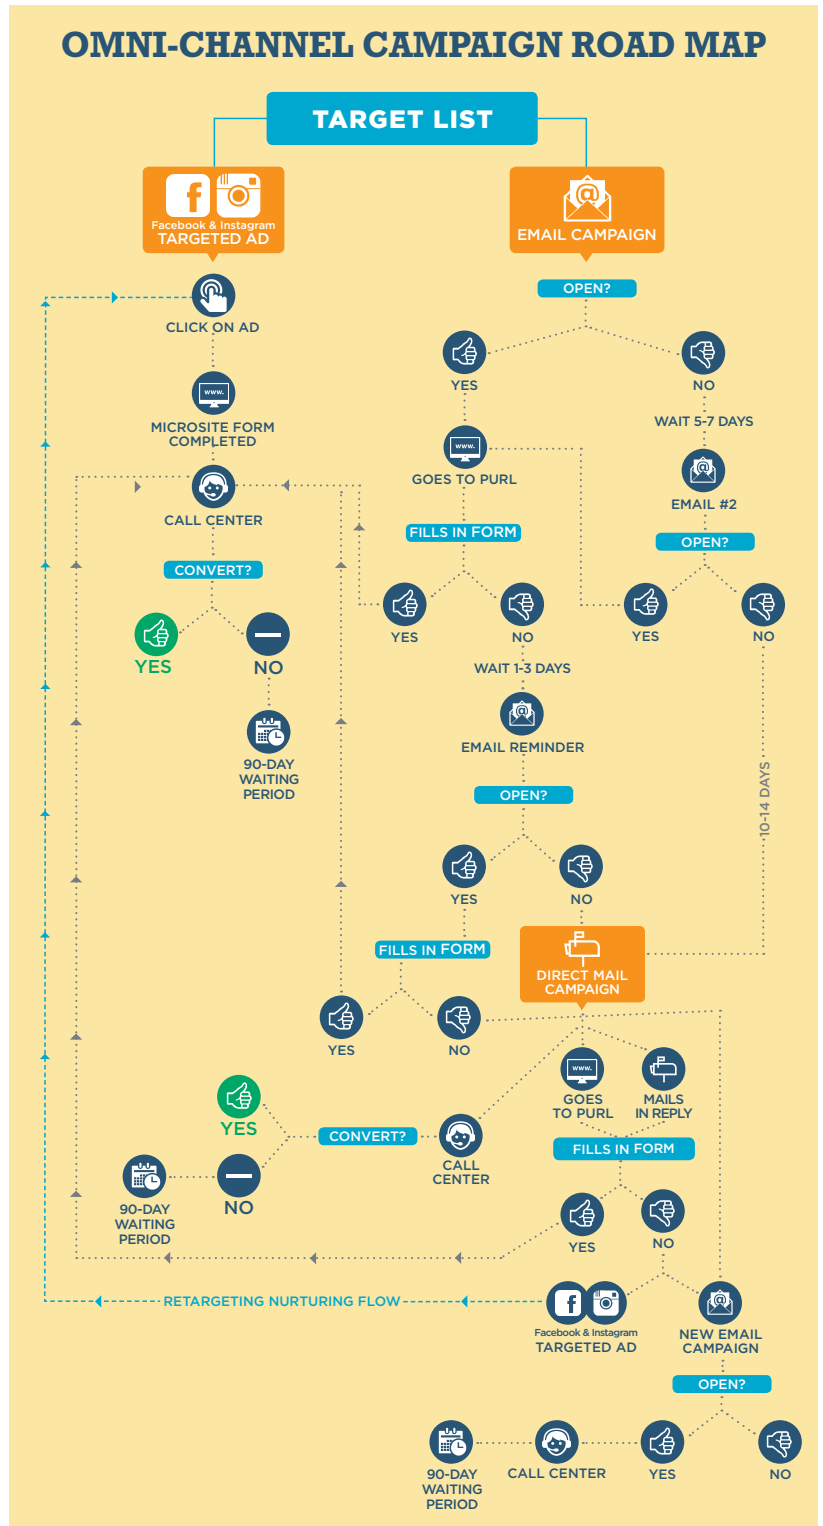 OMNI-CHANNEL CAMPAIGN ROAD MAP
TARGET LIST
Facebook & Instagram
TARGETED AD
EMAIL CAMPAIGN
OPEN?
CLICK ON AD
YES
NO
WAIT 5-7 DAYS
www.
MICROSITE FORM
COMPLETED
www.
GOES TO PURL
EMAIL #2
CALL CENTER
FILLS IN FORM
OPEN?
CONVERT?
YES
NO
YES
NO
YES
NO
WAIT 1-3 DAYS
EMAIL REMINDER
90-DAY
WAITING
PERIOD
OPEN?
10-14 DAYS
YES
NO
FILLS IN FORM
DIRECT MAIL
CAMPAIGN
YES
NO
www.
GOES
TO PURL
MAILS
IN REPLY
YES
CONVERT?
FILLS IN FORM
CALL
CENTER
NO
90-DAY
WAITING
PERIOD
YES
NO
RETARGETING NURTURING FLOW
Facebook & Instagram
TARGETED AD
NEW EMAIL
CAMPAIGN
OPEN?
90-DAY
WAITING
PERIOD
CALL CENTER
YES
NO